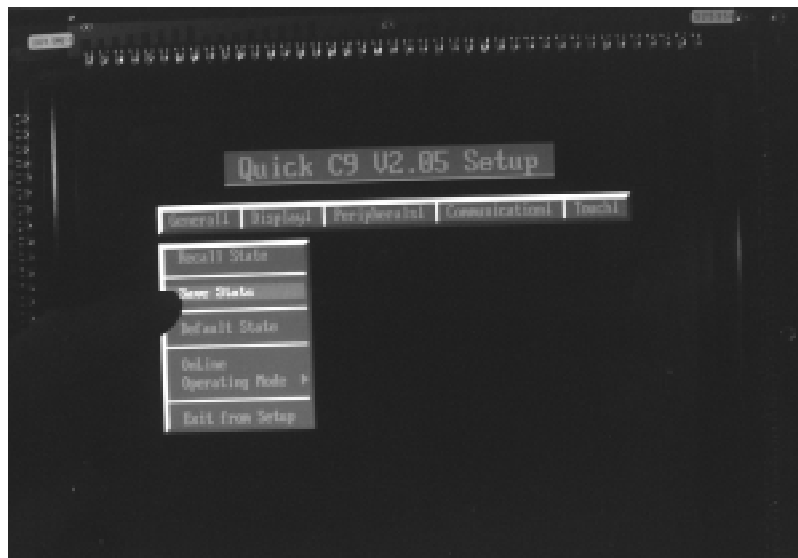 Quick C9 V2.05 Setup
General↓ Display↓ Peripherals↓ Communication↓ Touch↓
Recall State
Save State
Default State
OnLine
Operating Mode ▶
Exit from Setup